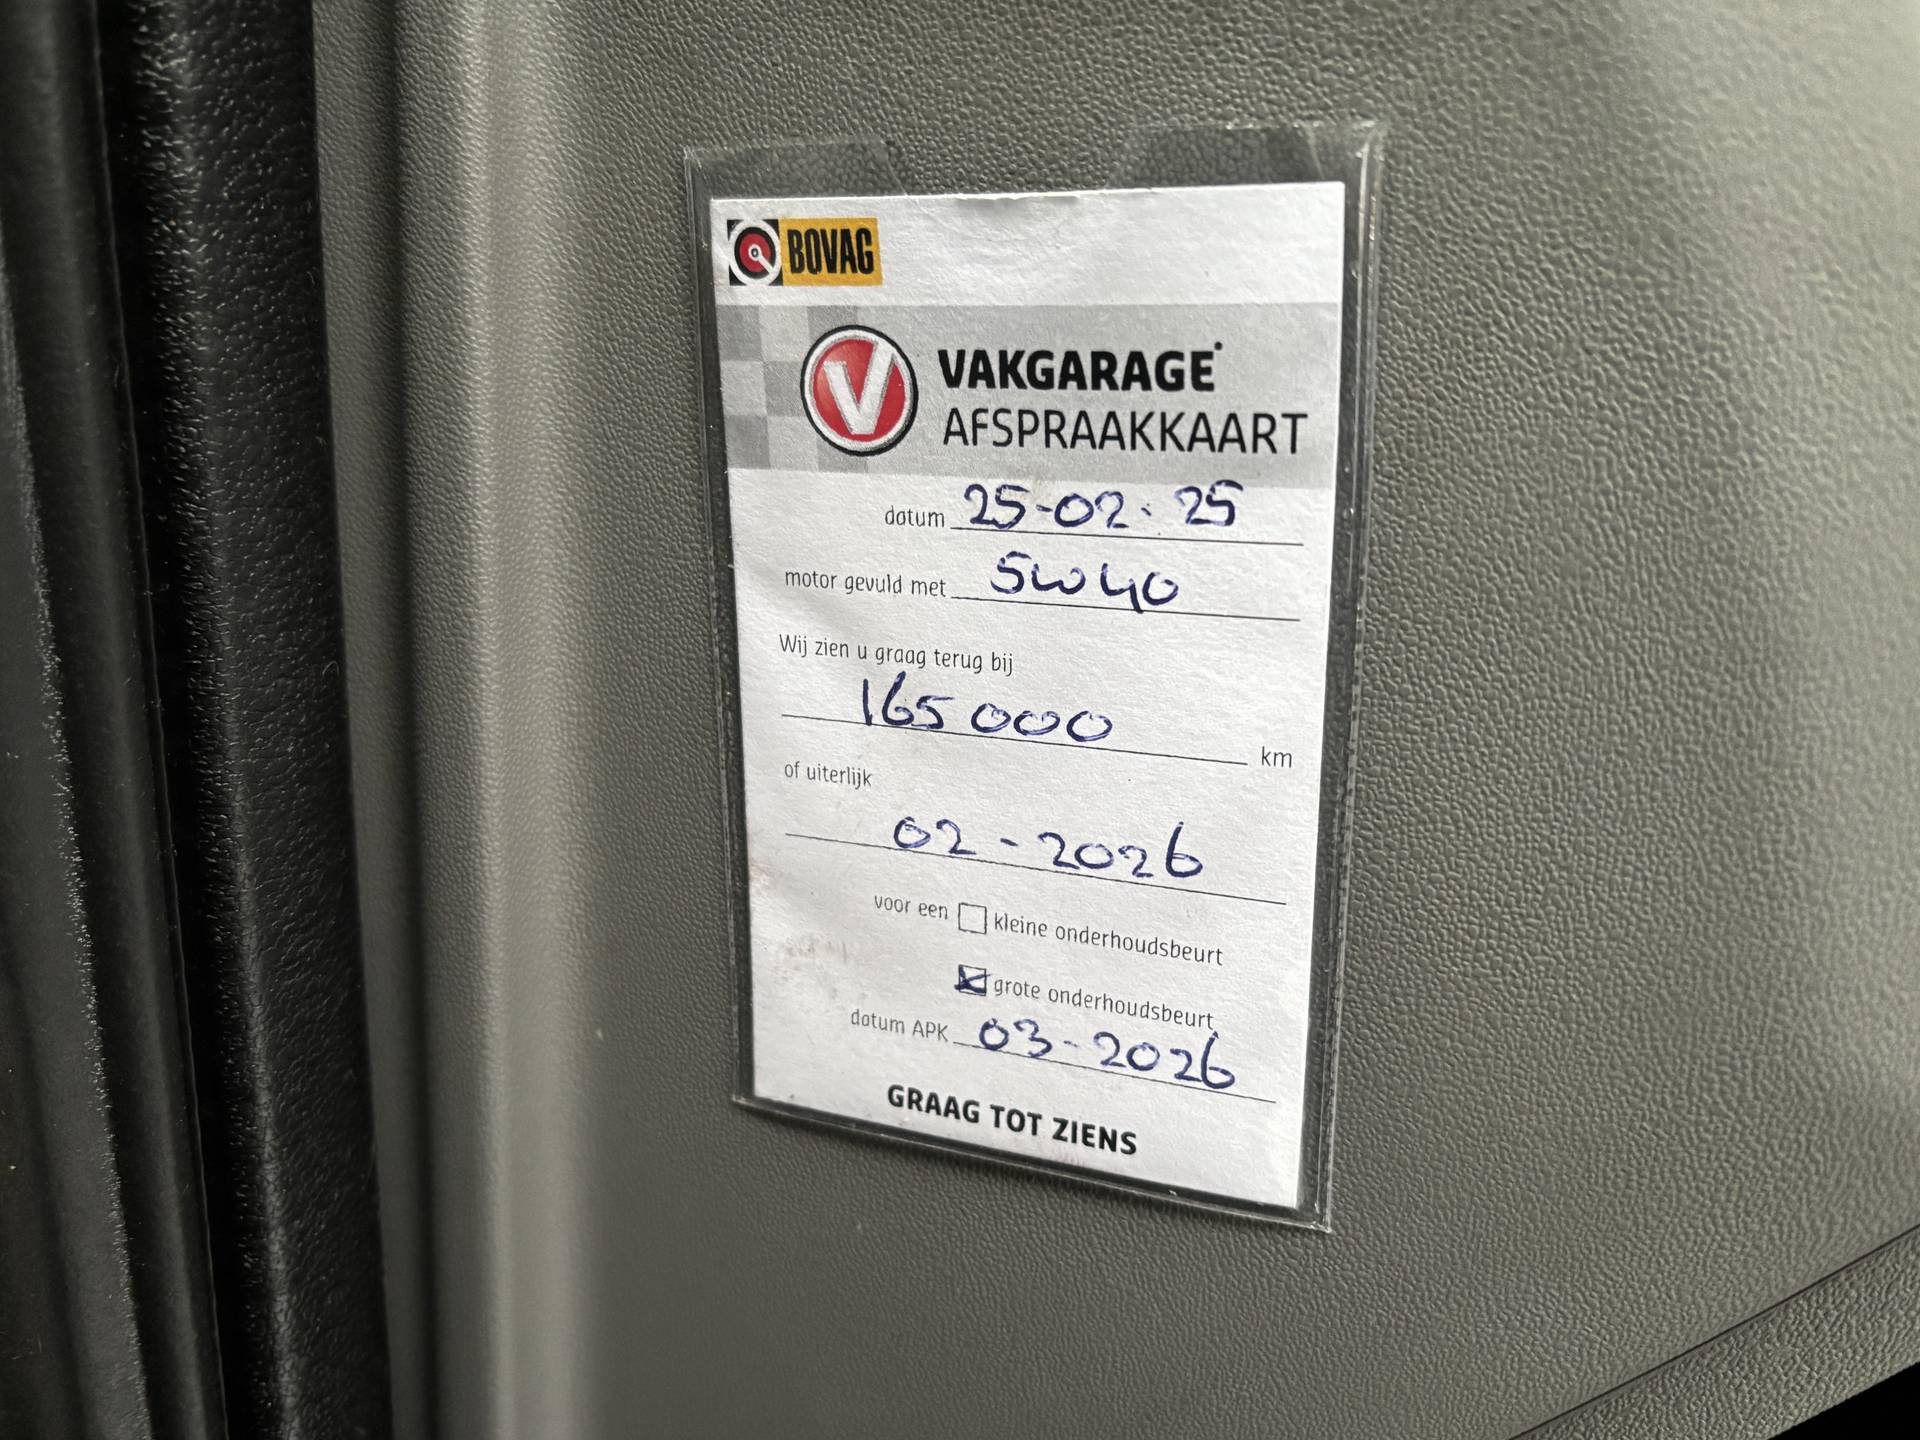 BOVAG
VAKGARAGE
AFSPRAAKKAART
datum 25-02-25
motor gevuld met 5w40
Wij zien u graag terug bij
165000 km
of uiterlijk
02-2026
voor een kleine onderhoudsbeurt
grote onderhoudsbeurt
datum APK 03-2026
GRAAG TOT ZIENS